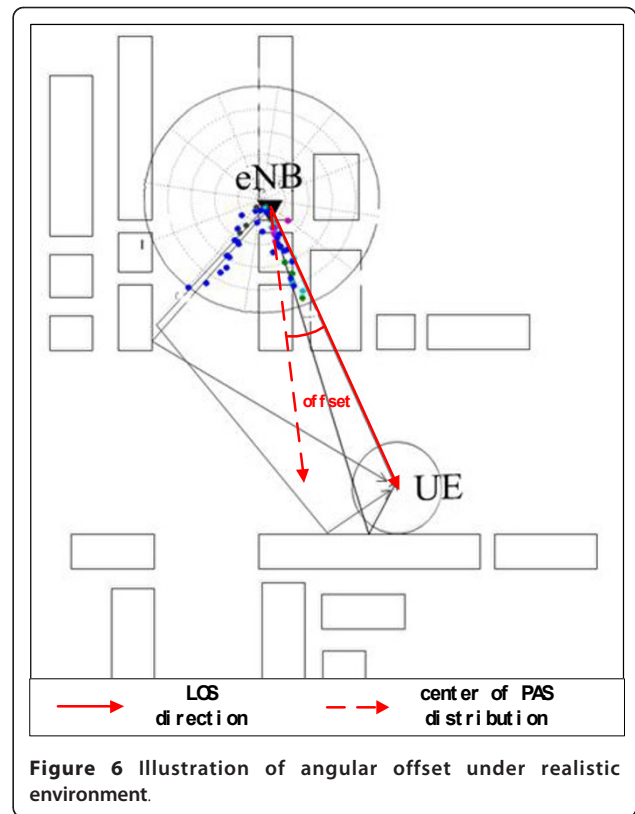 eNB
offset
UE
LOS
direction
center of PAS
distribution
Figure 6 Illustration of angular offset under realistic
environment.